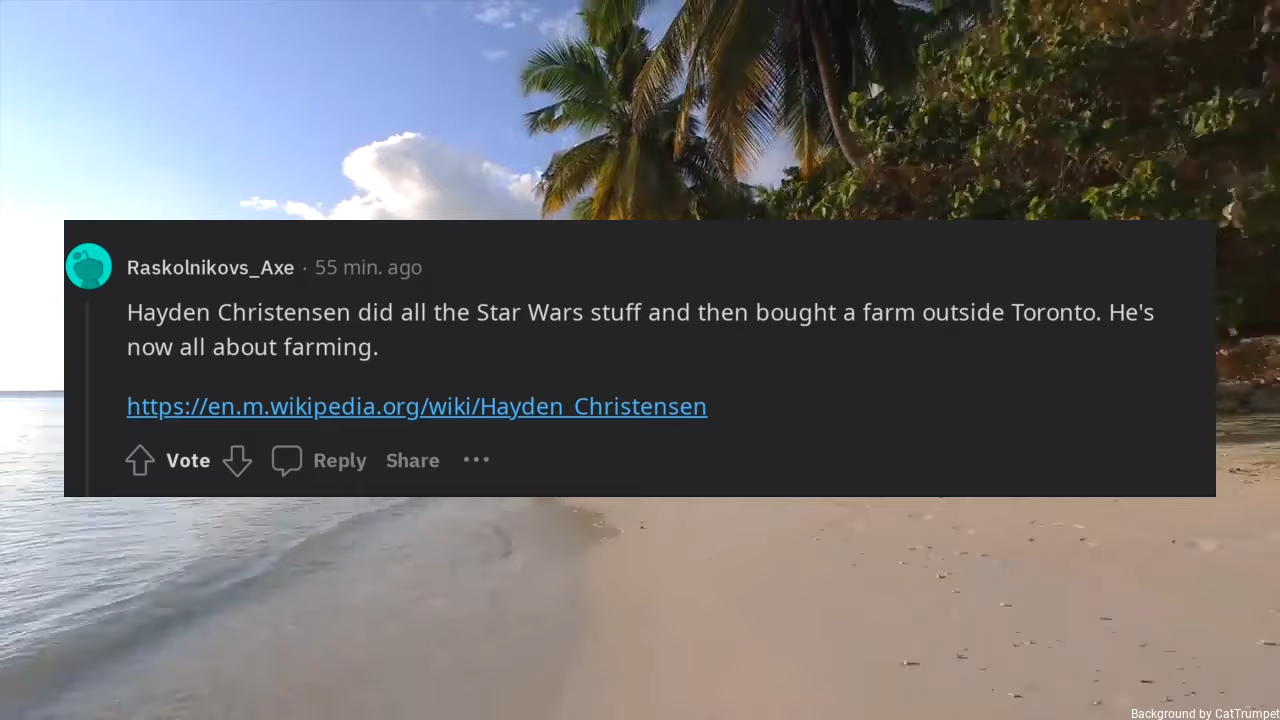 Raskolnikovs_Axe · 55 min. ago
Hayden Christensen did all the Star Wars stuff and then bought a farm outside Toronto. He's
now all about farming.
https://en.m.wikipedia.org/wiki/Hayden_Christensen
Vote Reply Share ···
Background by CatTrumpet